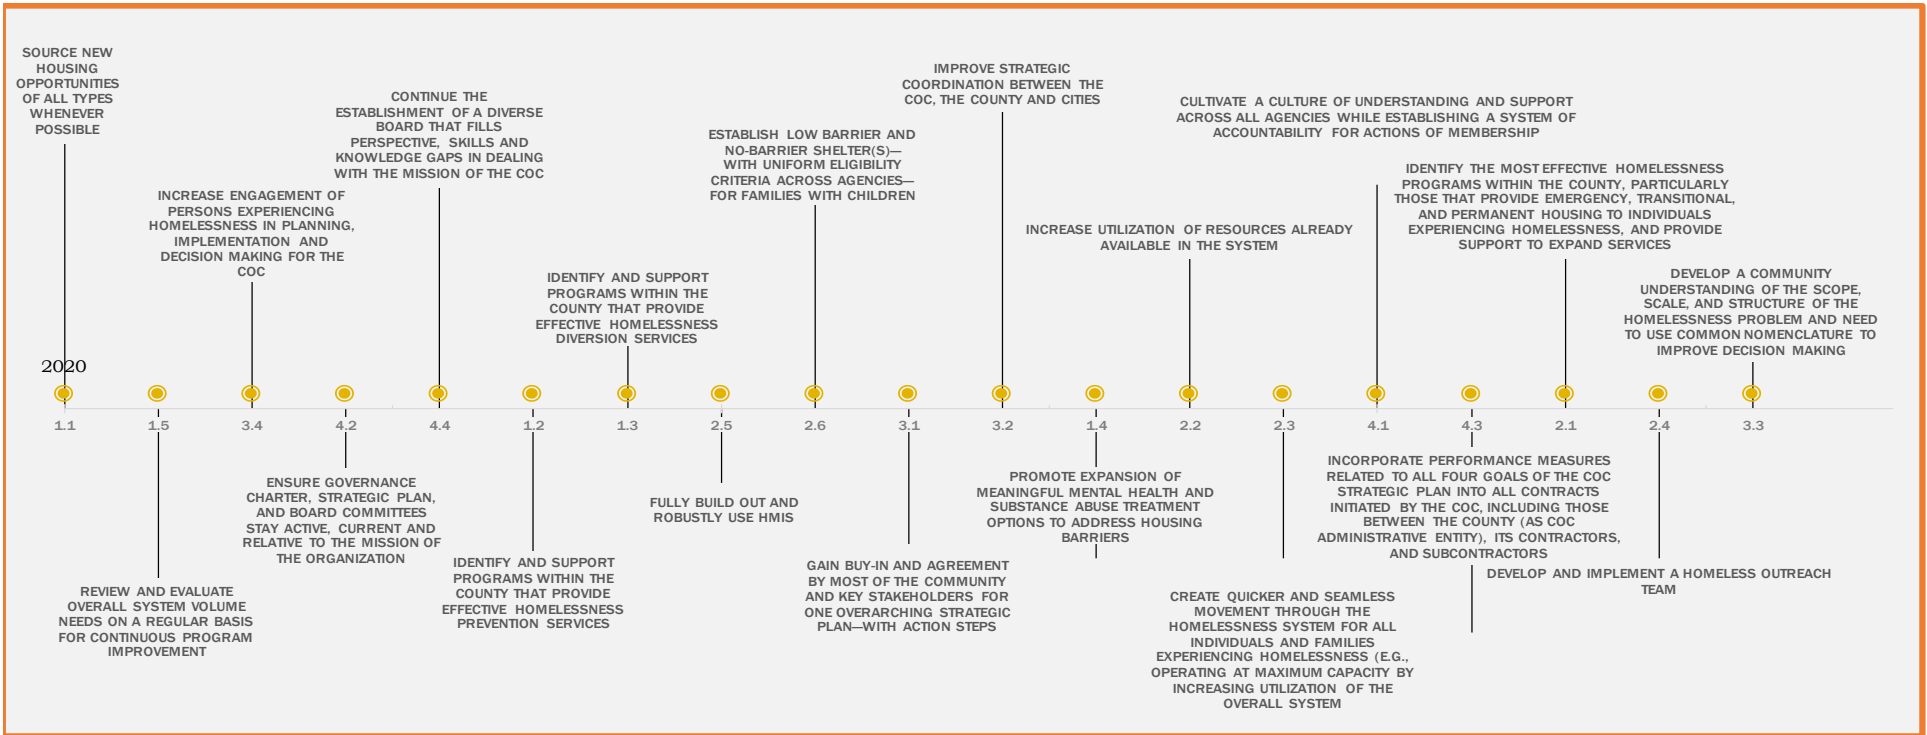 SOURCE NEW
HOUSING
OPPORTUNITIES
OF ALL TYPES
WHENEVER
POSSIBLE
INCREASE ENGAGEMENT OF
PERSONS EXPERIENCING
HOMELESSNESS IN PLANNING,
IMPLEMENTATION AND
DECISION MAKING FOR THE
COC
CONTINUE THE
ESTABLISHMENT OF A DIVERSE
BOARD THAT FILLS
PERSPECTIVE, SKILLS AND
KNOWLEDGE GAPS IN DEALING
WITH THE MISSION OF THE COC
IDENTIFY AND SUPPORT
PROGRAMS WITHIN THE
COUNTY THAT PROVIDE
EFFECTIVE HOMELESSNESS
DIVERSION SERVICES
ESTABLISH LOW BARRIER AND
NO-BARRIER SHELTER(S)—
WITH UNIFORM ELIGIBILITY
CRITERIA ACROSS AGENCIES—
FOR FAMILIES WITH CHILDREN
IMPROVE STRATEGIC
COORDINATION BETWEEN THE
COC, THE COUNTY AND CITIES
INCREASE UTILIZATION OF RESOURCES ALREADY
AVAILABLE IN THE SYSTEM
CULTIVATE A CULTURE OF UNDERSTANDING AND SUPPORT
ACROSS ALL AGENCIES WHILE ESTABLISHING A SYSTEM OF
ACCOUNTABILITY FOR ACTIONS OF MEMBERSHIP
IDENTIFY THE MOST EFFECTIVE HOMELESSNESS
PROGRAMS WITHIN THE COUNTY, PARTICULARLY
THOSE THAT PROVIDE EMERGENCY, TRANSITIONAL,
AND PERMANENT HOUSING TO INDIVIDUALS
EXPERIENCING HOMELESSNESS, AND PROVIDE
SUPPORT TO EXPAND SERVICES
DEVELOP A COMMUNITY
UNDERSTANDING OF THE SCOPE,
SCALE, AND STRUCTURE OF THE
HOMELESSNESS PROBLEM AND NEED
TO USE COMMON NOMENCLATURE TO
IMPROVE DECISION MAKING
2020
1.1 1.5 3.4 4.2 4.4 1.2 1.3 2.5 2.6 3.1 3.2 1.4 2.2 2.3 4.1 4.3 2.1 2.4 3.3
REVIEW AND EVALUATE
OVERALL SYSTEM VOLUME
NEEDS ON A REGULAR BASIS
FOR CONTINUOUS PROGRAM
IMPROVEMENT
ENSURE GOVERNANCE
CHARTER, STRATEGIC PLAN,
AND BOARD COMMITTEES
STAY ACTIVE, CURRENT AND
RELATIVE TO THE MISSION OF
THE ORGANIZATION
IDENTIFY AND SUPPORT
PROGRAMS WITHIN THE
COUNTY THAT PROVIDE
EFFECTIVE HOMELESSNESS
PREVENTION SERVICES
FULLY BUILD OUT AND
ROBUSTLY USE HMIS
GAIN BUY-IN AND AGREEMENT
BY MOST OF THE COMMUNITY
AND KEY STAKEHOLDERS FOR
ONE OVERARCHING STRATEGIC
PLAN—WITH ACTION STEPS
PROMOTE EXPANSION OF
MEANINGFUL MENTAL HEALTH AND
SUBSTANCE ABUSE TREATMENT
OPTIONS TO ADDRESS HOUSING
BARRIERS
CREATE QUICKER AND SEAMLESS
MOVEMENT THROUGH THE
HOMELESSNESS SYSTEM FOR ALL
INDIVIDUALS AND FAMILIES
EXPERIENCING HOMELESSNESS (E.G.,
OPERATING AT MAXIMUM CAPACITY BY
INCREASING UTILIZATION OF THE
OVERALL SYSTEM
INCORPORATE PERFORMANCE MEASURES
RELATED TO ALL FOUR GOALS OF THE COC
STRATEGIC PLAN INTO ALL CONTRACTS
INITIATED BY THE COC, INCLUDING THOSE
BETWEEN THE COUNTY (AS COC
ADMINISTRATIVE ENTITY), ITS CONTRACTORS,
AND SUBCONTRACTORS
DEVELOP AND IMPLEMENT A HOMELESS OUTREACH
TEAM